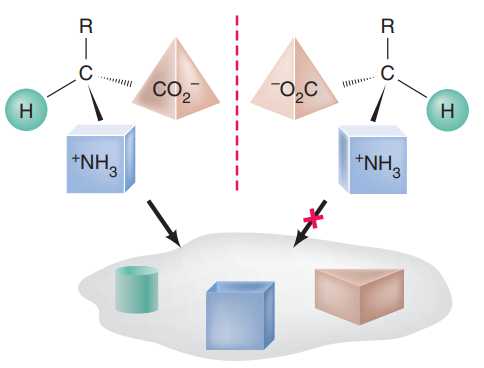 R R
C CO₂⁻ ⁻O₂C C
H H
⁺NH₃ ⁺NH₃